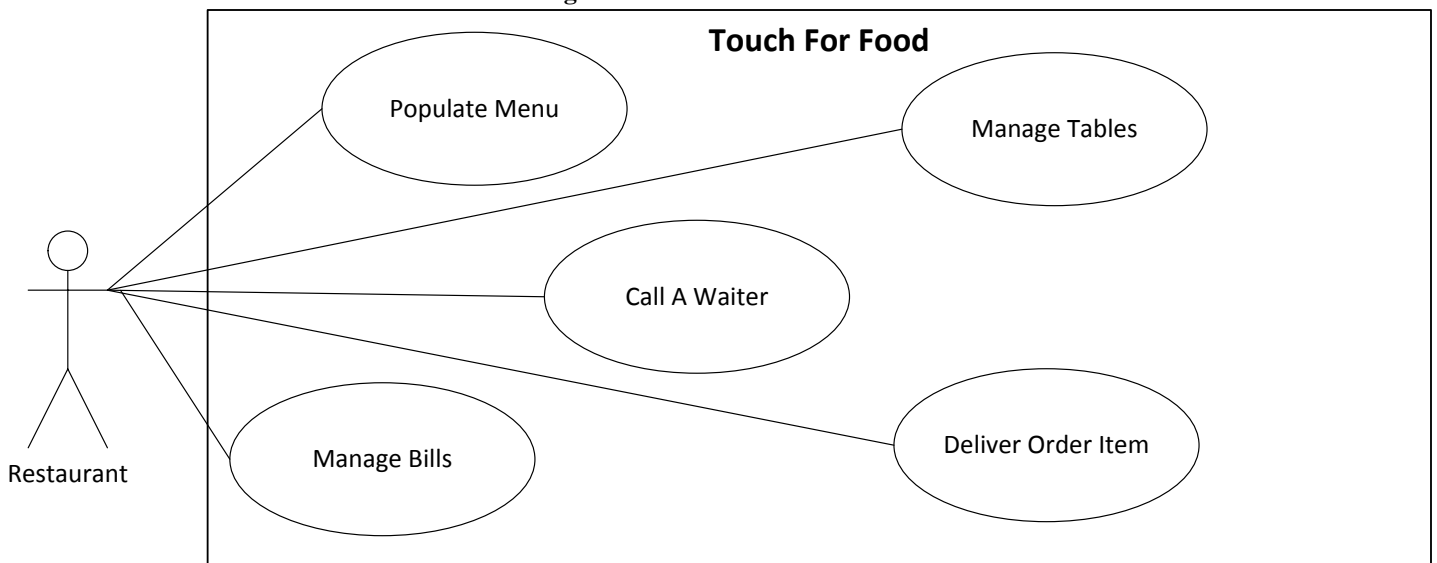 Touch For Food
Populate Menu
Manage Tables
Call A Waiter
Deliver Order Item
Manage Bills
Restaurant